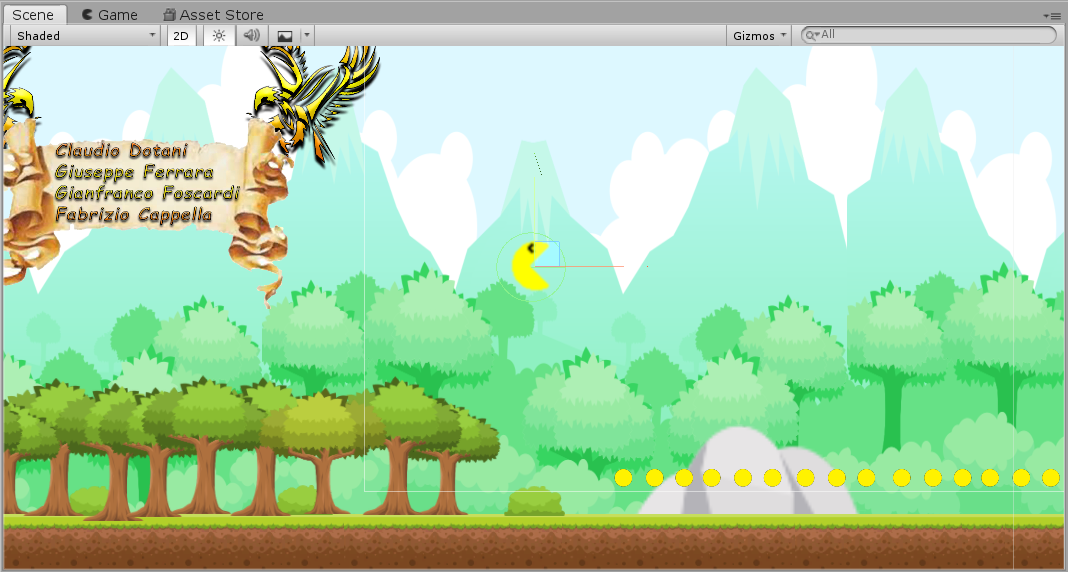 Scene Game Asset Store
Shaded 2D Gizmos All
Claudio Dotani
Giuseppe Ferrara
Gianfranco Foscardi
Fabrizio Cappella